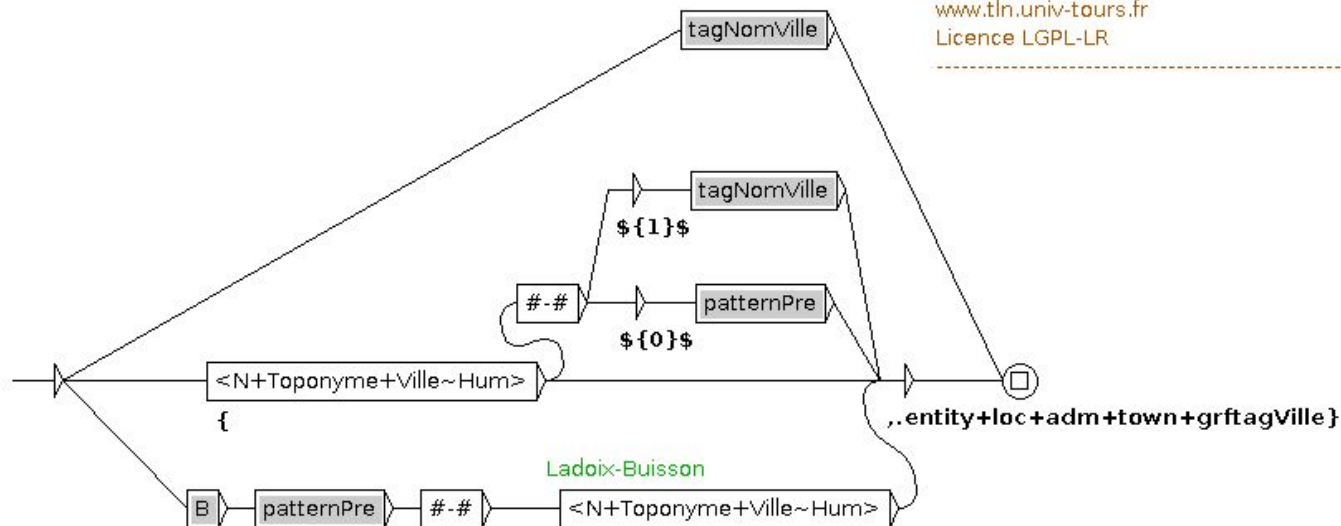 www.tln.univ-tours.fr
tagNomVille
Licence LGPL-LR
tagNomVille
${1}$
#-#
patternPre
${0}$
<N+Toponyme+Ville~Hum>
{
,.entity+loc+adm+town+grftagVille}
Ladoix-Buisson
B
patternPre
#-#
<N+Toponyme+Ville~Hum>